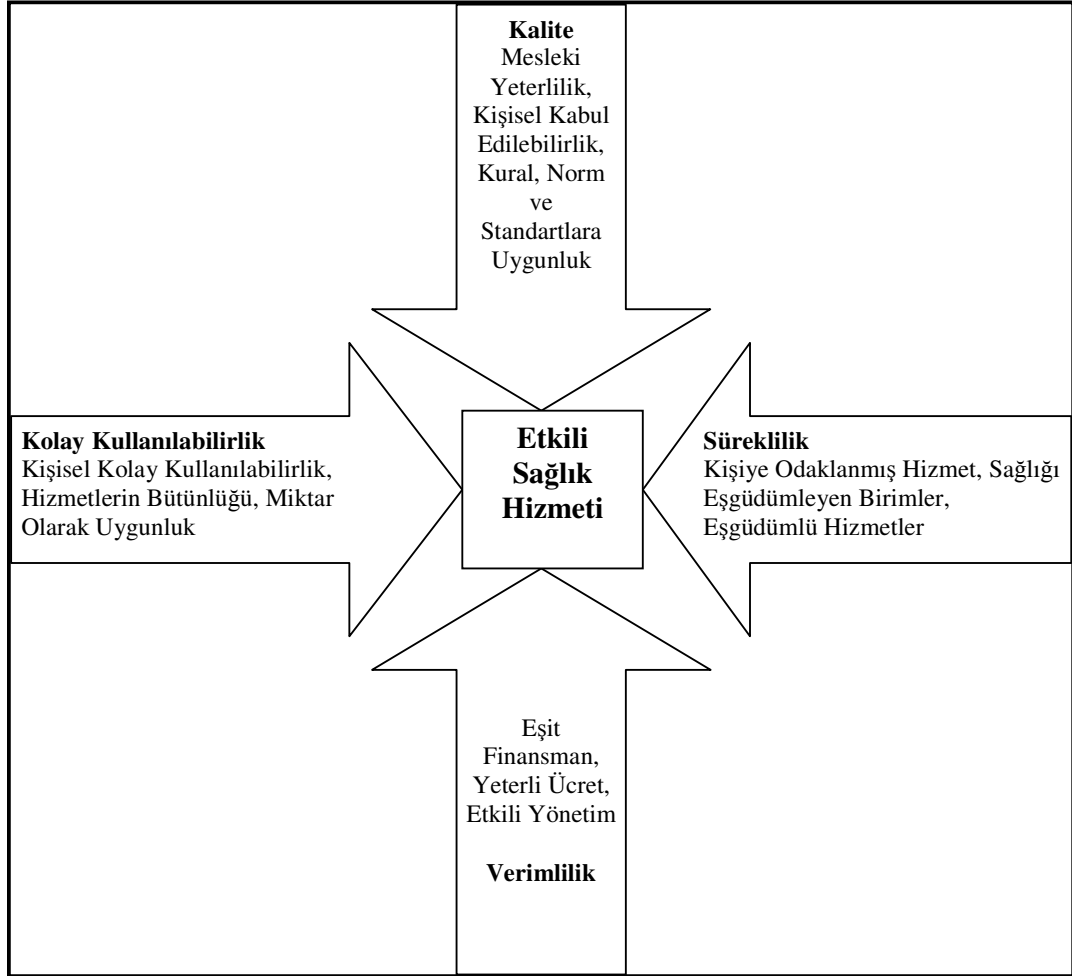 Kalite
Mesleki
Yeterlilik,
Kişisel Kabul
Edilebilirlik,
Kural, Norm
ve
Standartlara
Uygunluk
Kolay Kullanılabilirlik
Kişisel Kolay Kullanılabilirlik,
Hizmetlerin Bütünlüğü, Miktar
Olarak Uygunluk
Etkili
Sağlık
Hizmeti
Süreklilik
Kişiye Odaklanmış Hizmet, Sağlığı
Eşgüdümleyen Birimler,
Eşgüdümlü Hizmetler
Eşit
Finansman,
Yeterli Ücret,
Etkili Yönetim
Verimlilik